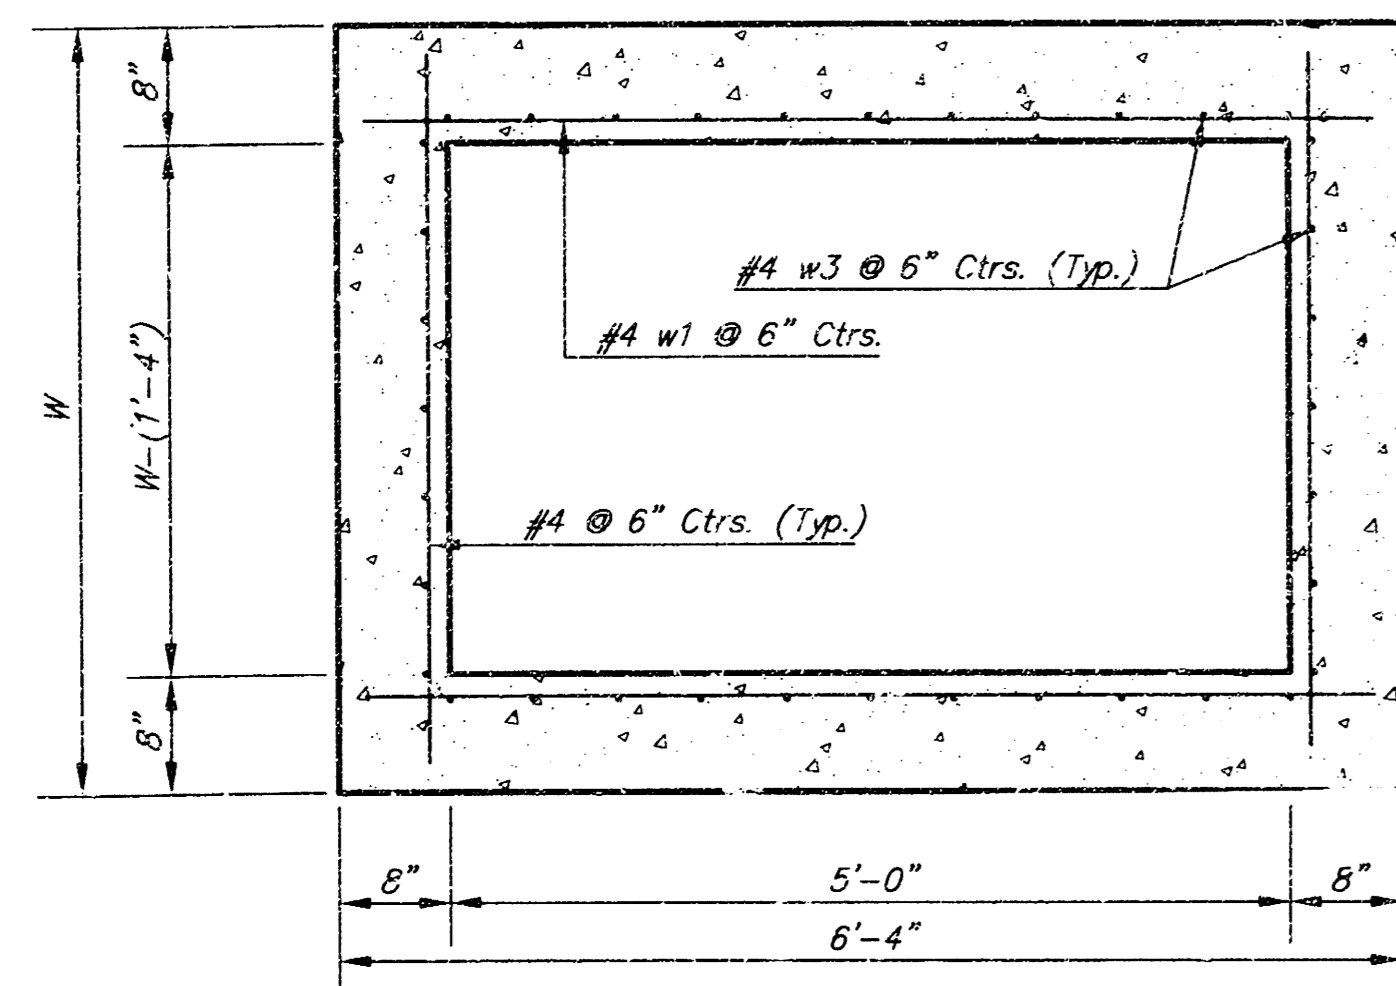 8”
#4 w3 @ 6” Ctrs. (Typ.)
#4 w1 @ 6” Ctrs.
W
W-(1'-4”)
#4 @ 6” Ctrs. (Typ.)
8”
8”
5'-0”
8”
6'-4”